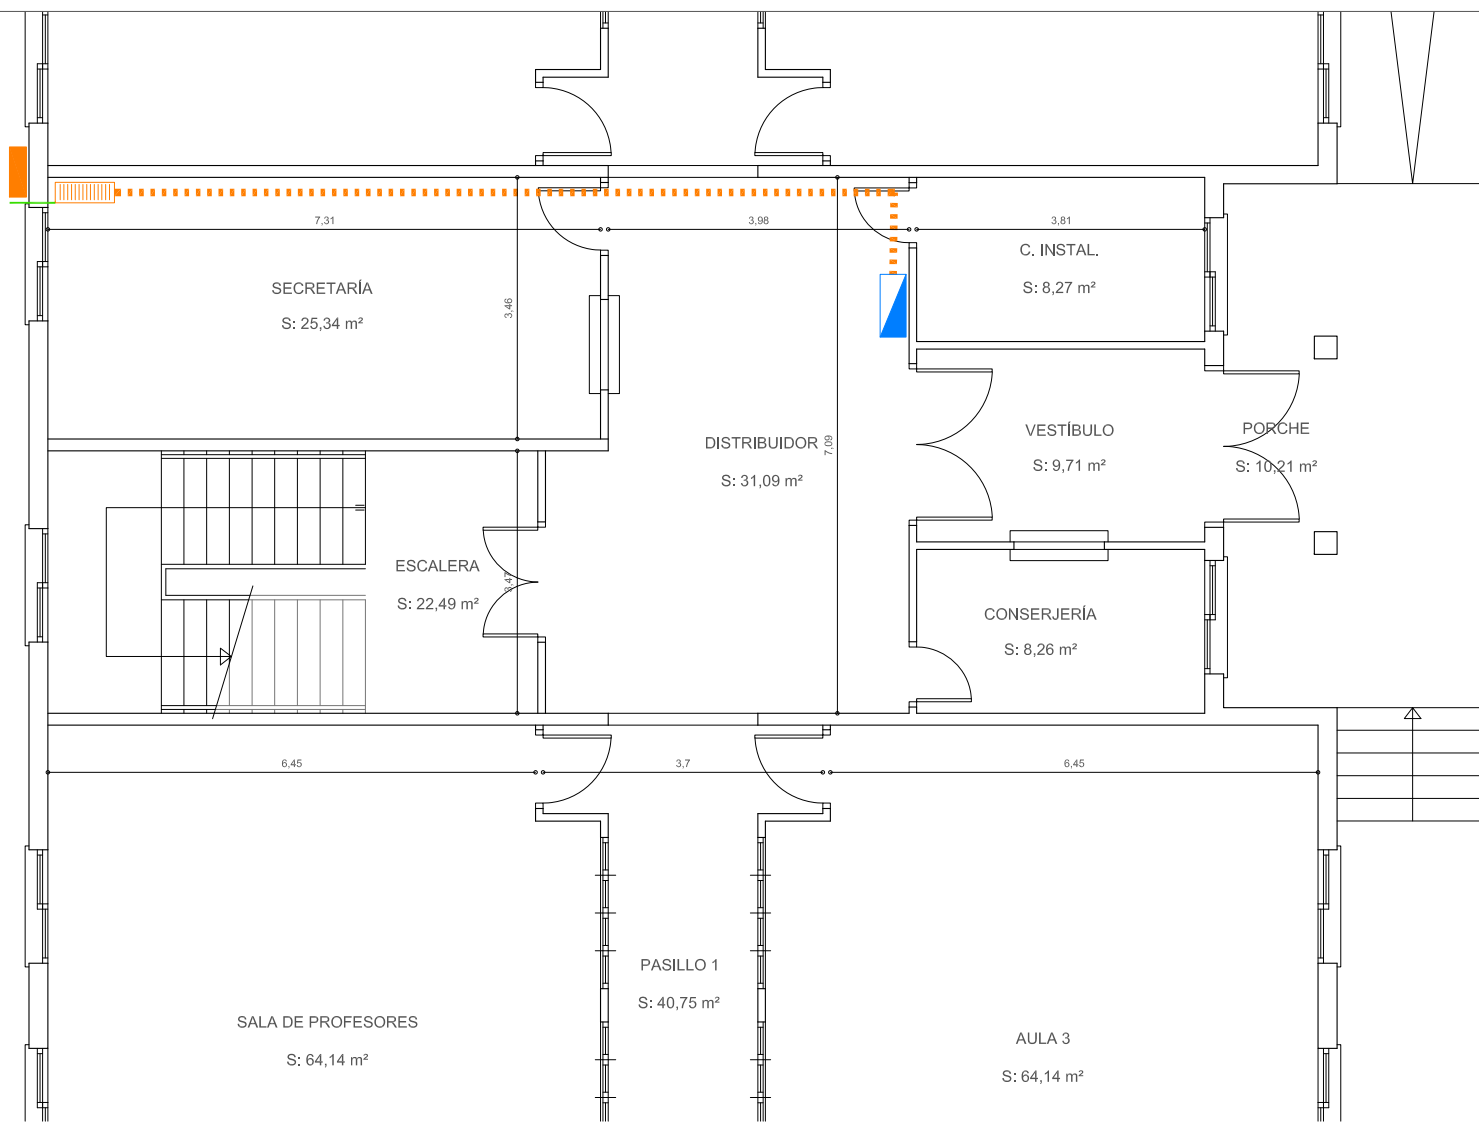 7,31
3,98
3,81
C. INSTAL.
S: 8,27 m²
SECRETARÍA
S: 25,34 m²
3,46
DISTRIBUIDOR
S: 31,09 m²
7,09
VESTÍBULO
S: 9,71 m²
PORCHE
S: 10,21 m²
ESCALERA
S: 22,49 m²
3,47
CONSERJERÍA
S: 8,26 m²
6,45
3,7
6,45
PASILLO 1
S: 40,75 m²
SALA DE PROFESORES
S: 64,14 m²
AULA 3
S: 64,14 m²